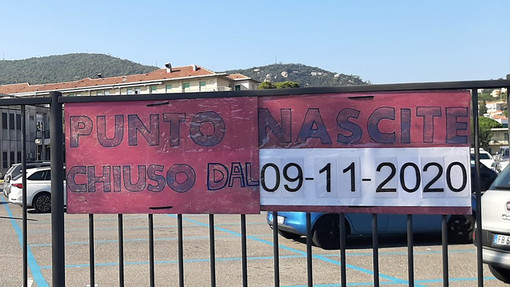 PUNTO NASCITE
CHIUSO DAL 09-11-2020